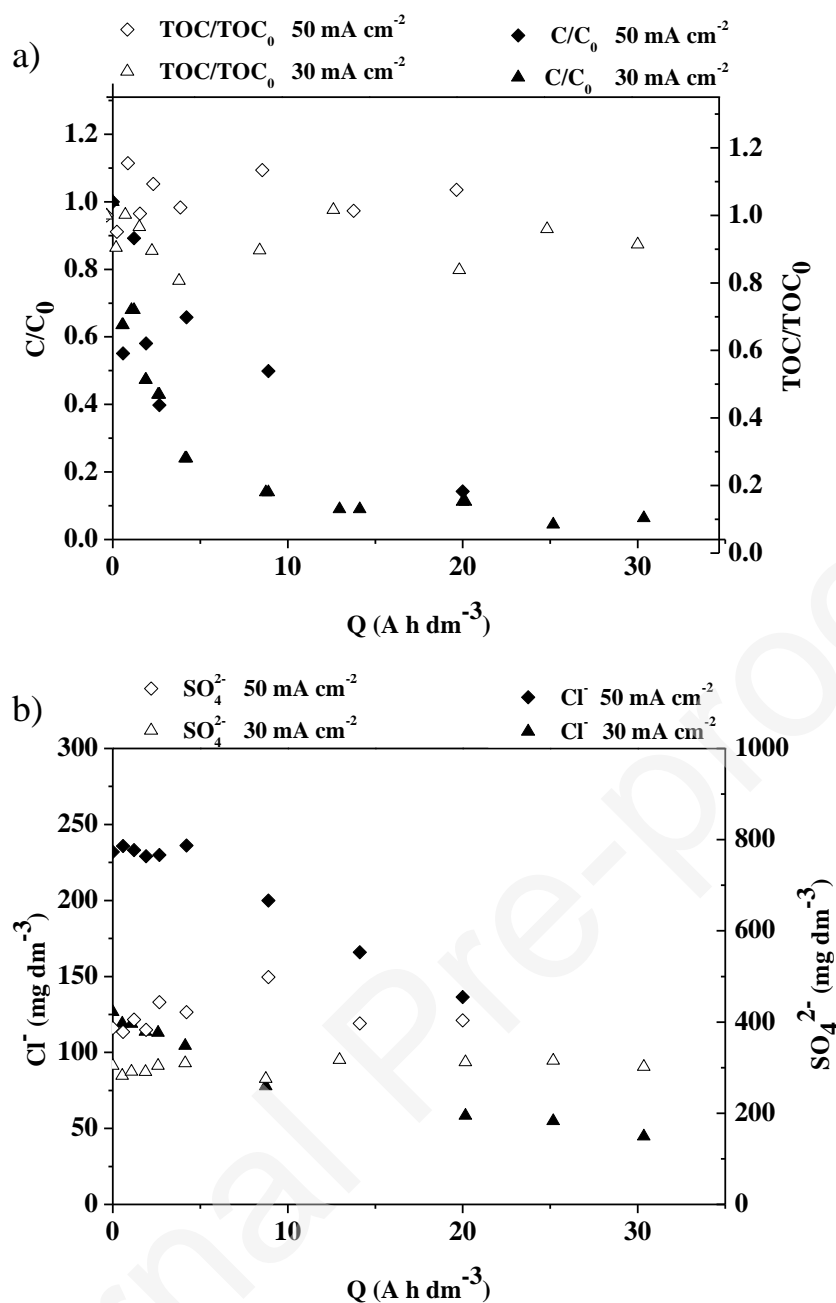 a)
◇ TOC/TOC₀ 50 mA cm⁻² ◆ C/C₀ 50 mA cm⁻²
△ TOC/TOC₀ 30 mA cm⁻² ▲ C/C₀ 30 mA cm⁻²
C/C₀
1.2
1.0
0.8
0.6
0.4
0.2
0.0
TOC/TOC₀
1.2
1.0
0.8
0.6
0.4
0.2
0.0
0 10 20 30
Q (A h dm⁻³)
b)
◇ SO₄²⁻ 50 mA cm⁻² ◆ Cl⁻ 50 mA cm⁻²
△ SO₄²⁻ 30 mA cm⁻² ▲ Cl⁻ 30 mA cm⁻²
Cl⁻ (mg dm⁻³)
300
250
200
150
100
50
0
SO₄²⁻ (mg dm⁻³)
1000
800
600
400
200
0
0 10 20 30
Q (A h dm⁻³)
rnal Pre-proo